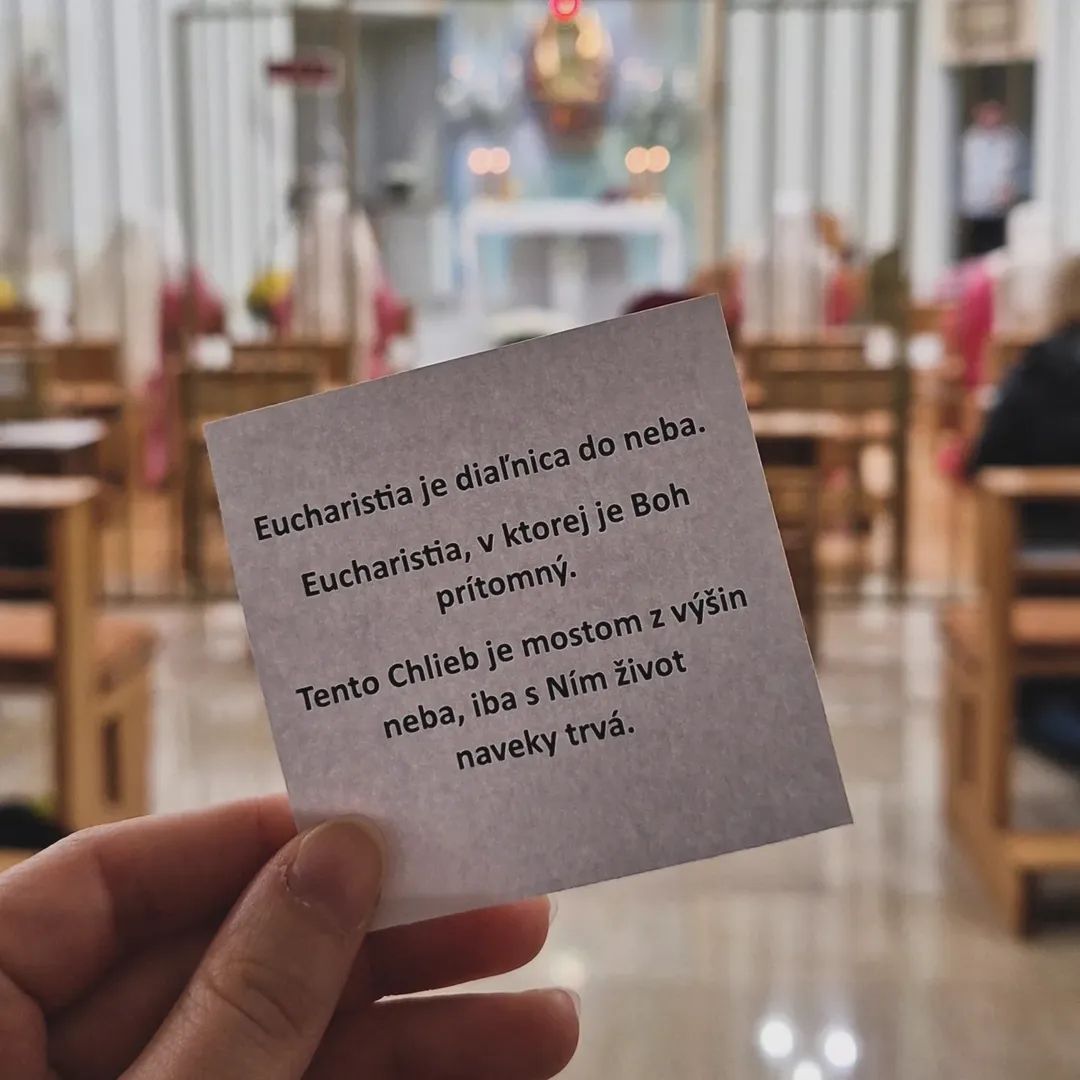 Eucharistia je diaľnica do neba.
Eucharistia, v ktorej je Boh
prítomný.
Tento Chlieb je mostom z výšin
neba, iba s Ním život
naveky trvá.